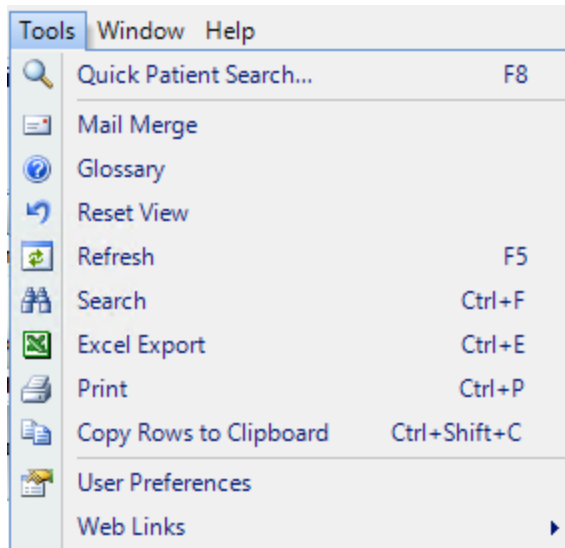 Tools Window Help
Quick Patient Search... F8
Mail Merge
Glossary
Reset View
Refresh F5
Search Ctrl+F
Excel Export Ctrl+E
Print Ctrl+P
Copy Rows to Clipboard Ctrl+Shift+C
User Preferences
Web Links